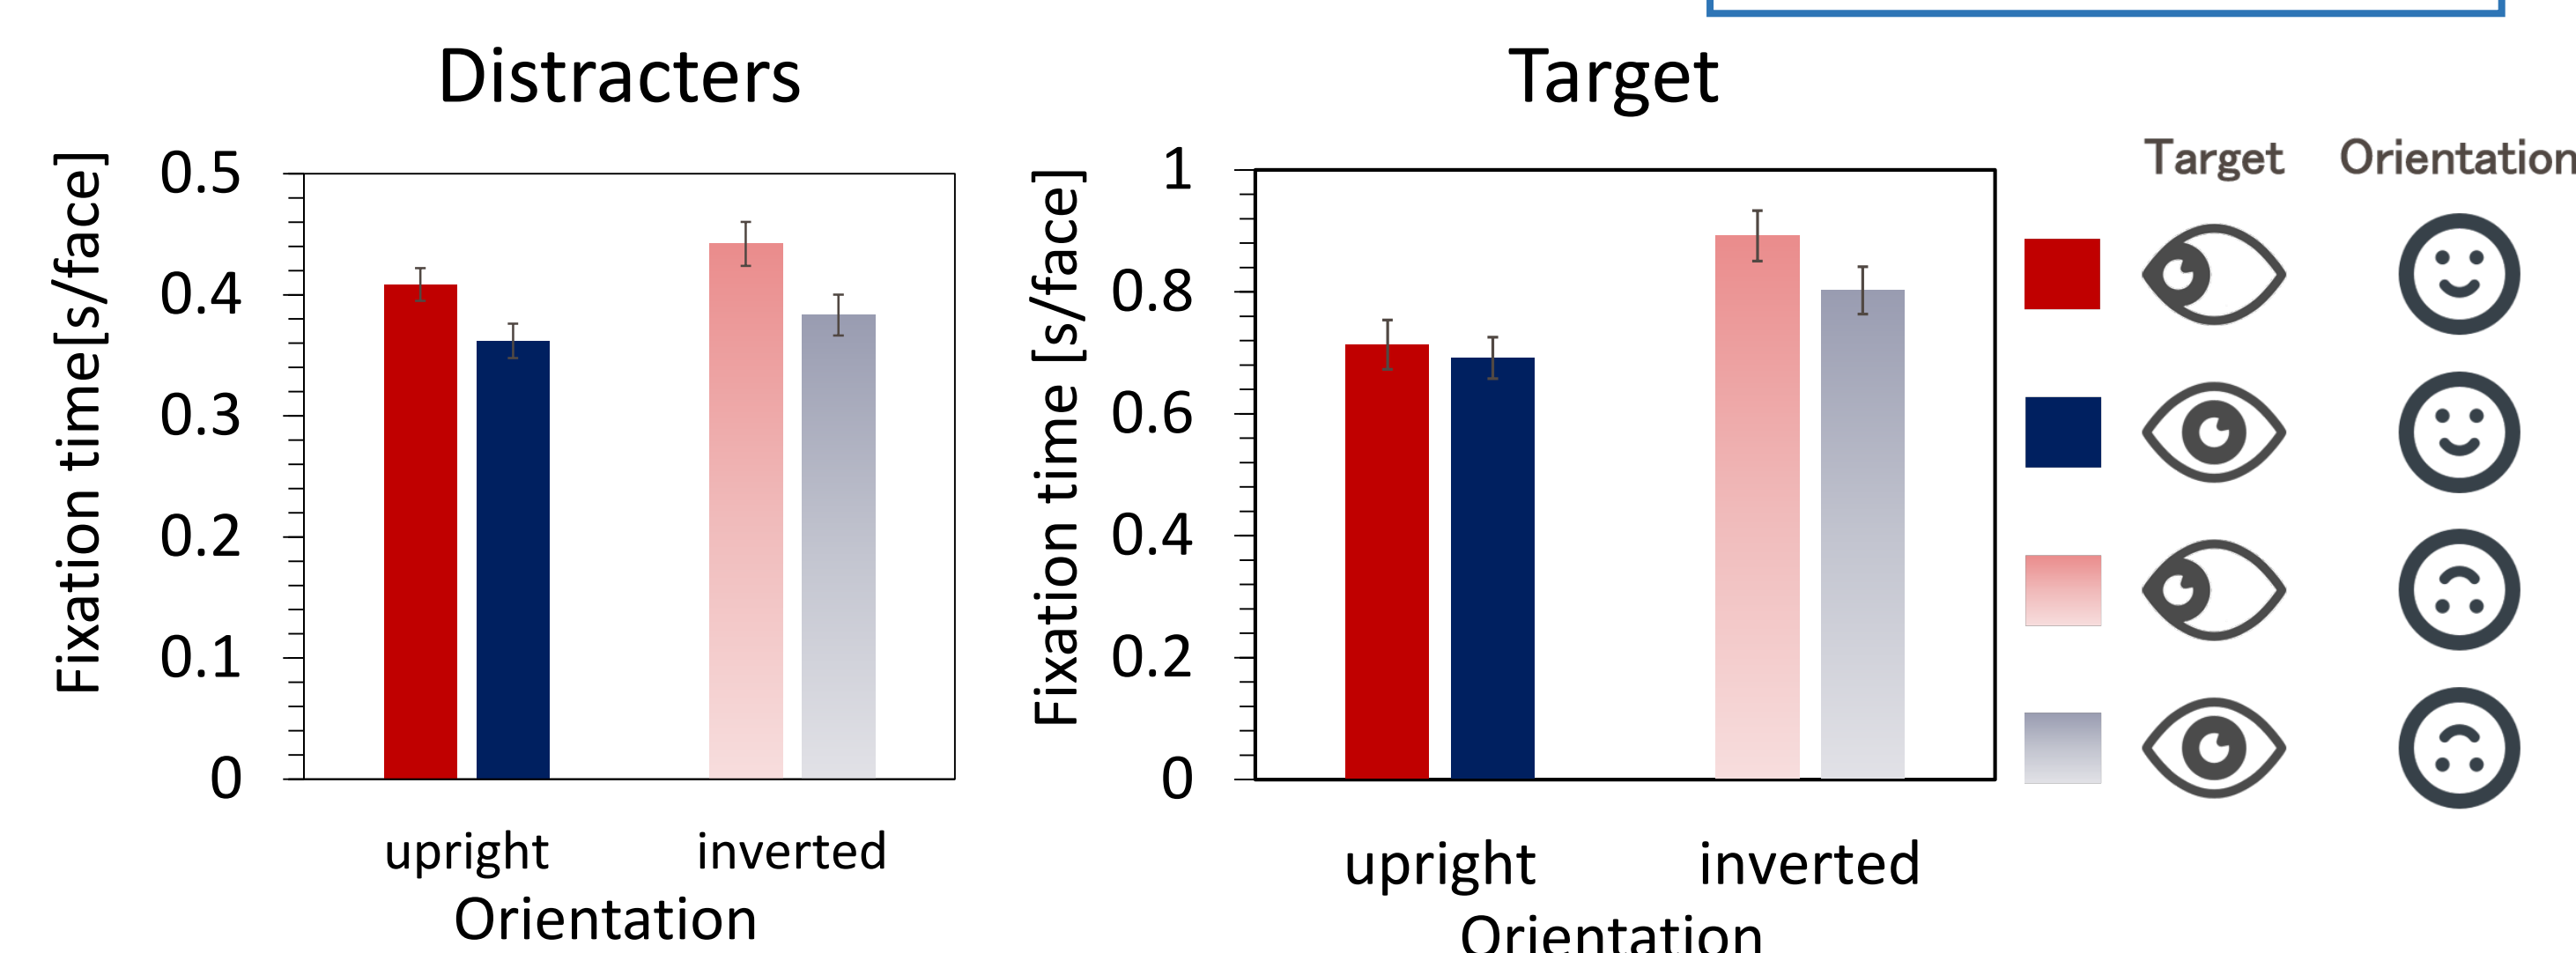 Distracters
Fixation time[s/face]
0.5
0.4
0.3
0.2
0.1
0
upright inverted
Orientation
Target
Fixation time [s/face]
1
0.8
0.6
0.4
0.2
0
upright inverted
Orientation
Target Orientation